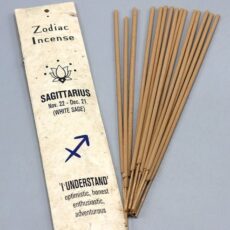 Zodiac
Incense
SAGITTARIUS
Nov. 22 - Dec. 21
(WHITE SAGE)
'I UNDERSTAND'
optimistic, honest
enthusiastic,
adventurous